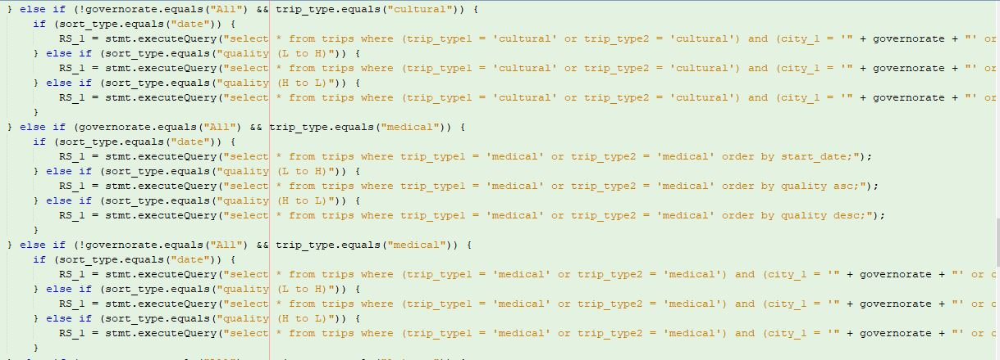 } else if (!governorate.equals("All") && trip_type.equals("cultural")) {
if (sort_type.equals("date")) {
RS_1 = stmt.executeQuery("select * from trips where (trip_type1 = 'cultural' or trip_type2 = 'cultural') and (city_1 = '" + governorate + "' or
} else if (sort_type.equals("quality (L to H)")) {
RS_1 = stmt.executeQuery("select * from trips where (trip_type1 = 'cultural' or trip_type2 = 'cultural') and (city_1 = '" + governorate + "' or
} else if (sort_type.equals("quality (H to L)")) {
RS_1 = stmt.executeQuery("select * from trips where (trip_type1 = 'cultural' or trip_type2 = 'cultural') and (city_1 = '" + governorate + "' or
}
} else if (governorate.equals("All") && trip_type.equals("medical")) {
if (sort_type.equals("date")) {
RS_1 = stmt.executeQuery("select * from trips where trip_type1 = 'medical' or trip_type2 = 'medical' order by start_date;");
} else if (sort_type.equals("quality (L to H)")) {
RS_1 = stmt.executeQuery("select * from trips where trip_type1 = 'medical' or trip_type2 = 'medical' order by quality asc;");
} else if (sort_type.equals("quality (H to L)")) {
RS_1 = stmt.executeQuery("select * from trips where trip_type1 = 'medical' or trip_type2 = 'medical' order by quality desc;");
}
} else if (!governorate.equals("All") && trip_type.equals("medical")) {
if (sort_type.equals("date")) {
RS_1 = stmt.executeQuery("select * from trips where (trip_type1 = 'medical' or trip_type2 = 'medical') and (city_1 = '" + governorate + "' or c
} else if (sort_type.equals("quality (L to H)")) {
RS_1 = stmt.executeQuery("select * from trips where (trip_type1 = 'medical' or trip_type2 = 'medical') and (city_1 = '" + governorate + "' or c
} else if (sort_type.equals("quality (H to L)")) {
RS_1 = stmt.executeQuery("select * from trips where (trip_type1 = 'medical' or trip_type2 = 'medical') and (city_1 = '" + governorate + "' or c
}